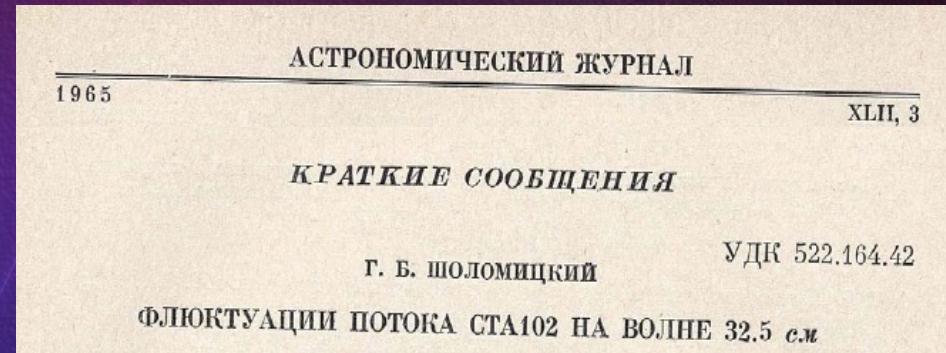 АСТРОНОМИЧЕСКИЙ ЖУРНАЛ
1965
XLII, 3
КРАТКИЕ СООБЩЕНИЯ
УДК 522.164.42
Г. Б. ШОЛОМИЦКИЙ
ФЛЮКТУАЦИИ ПОТОКА СТА102 НА ВОЛНЕ 32.5 см